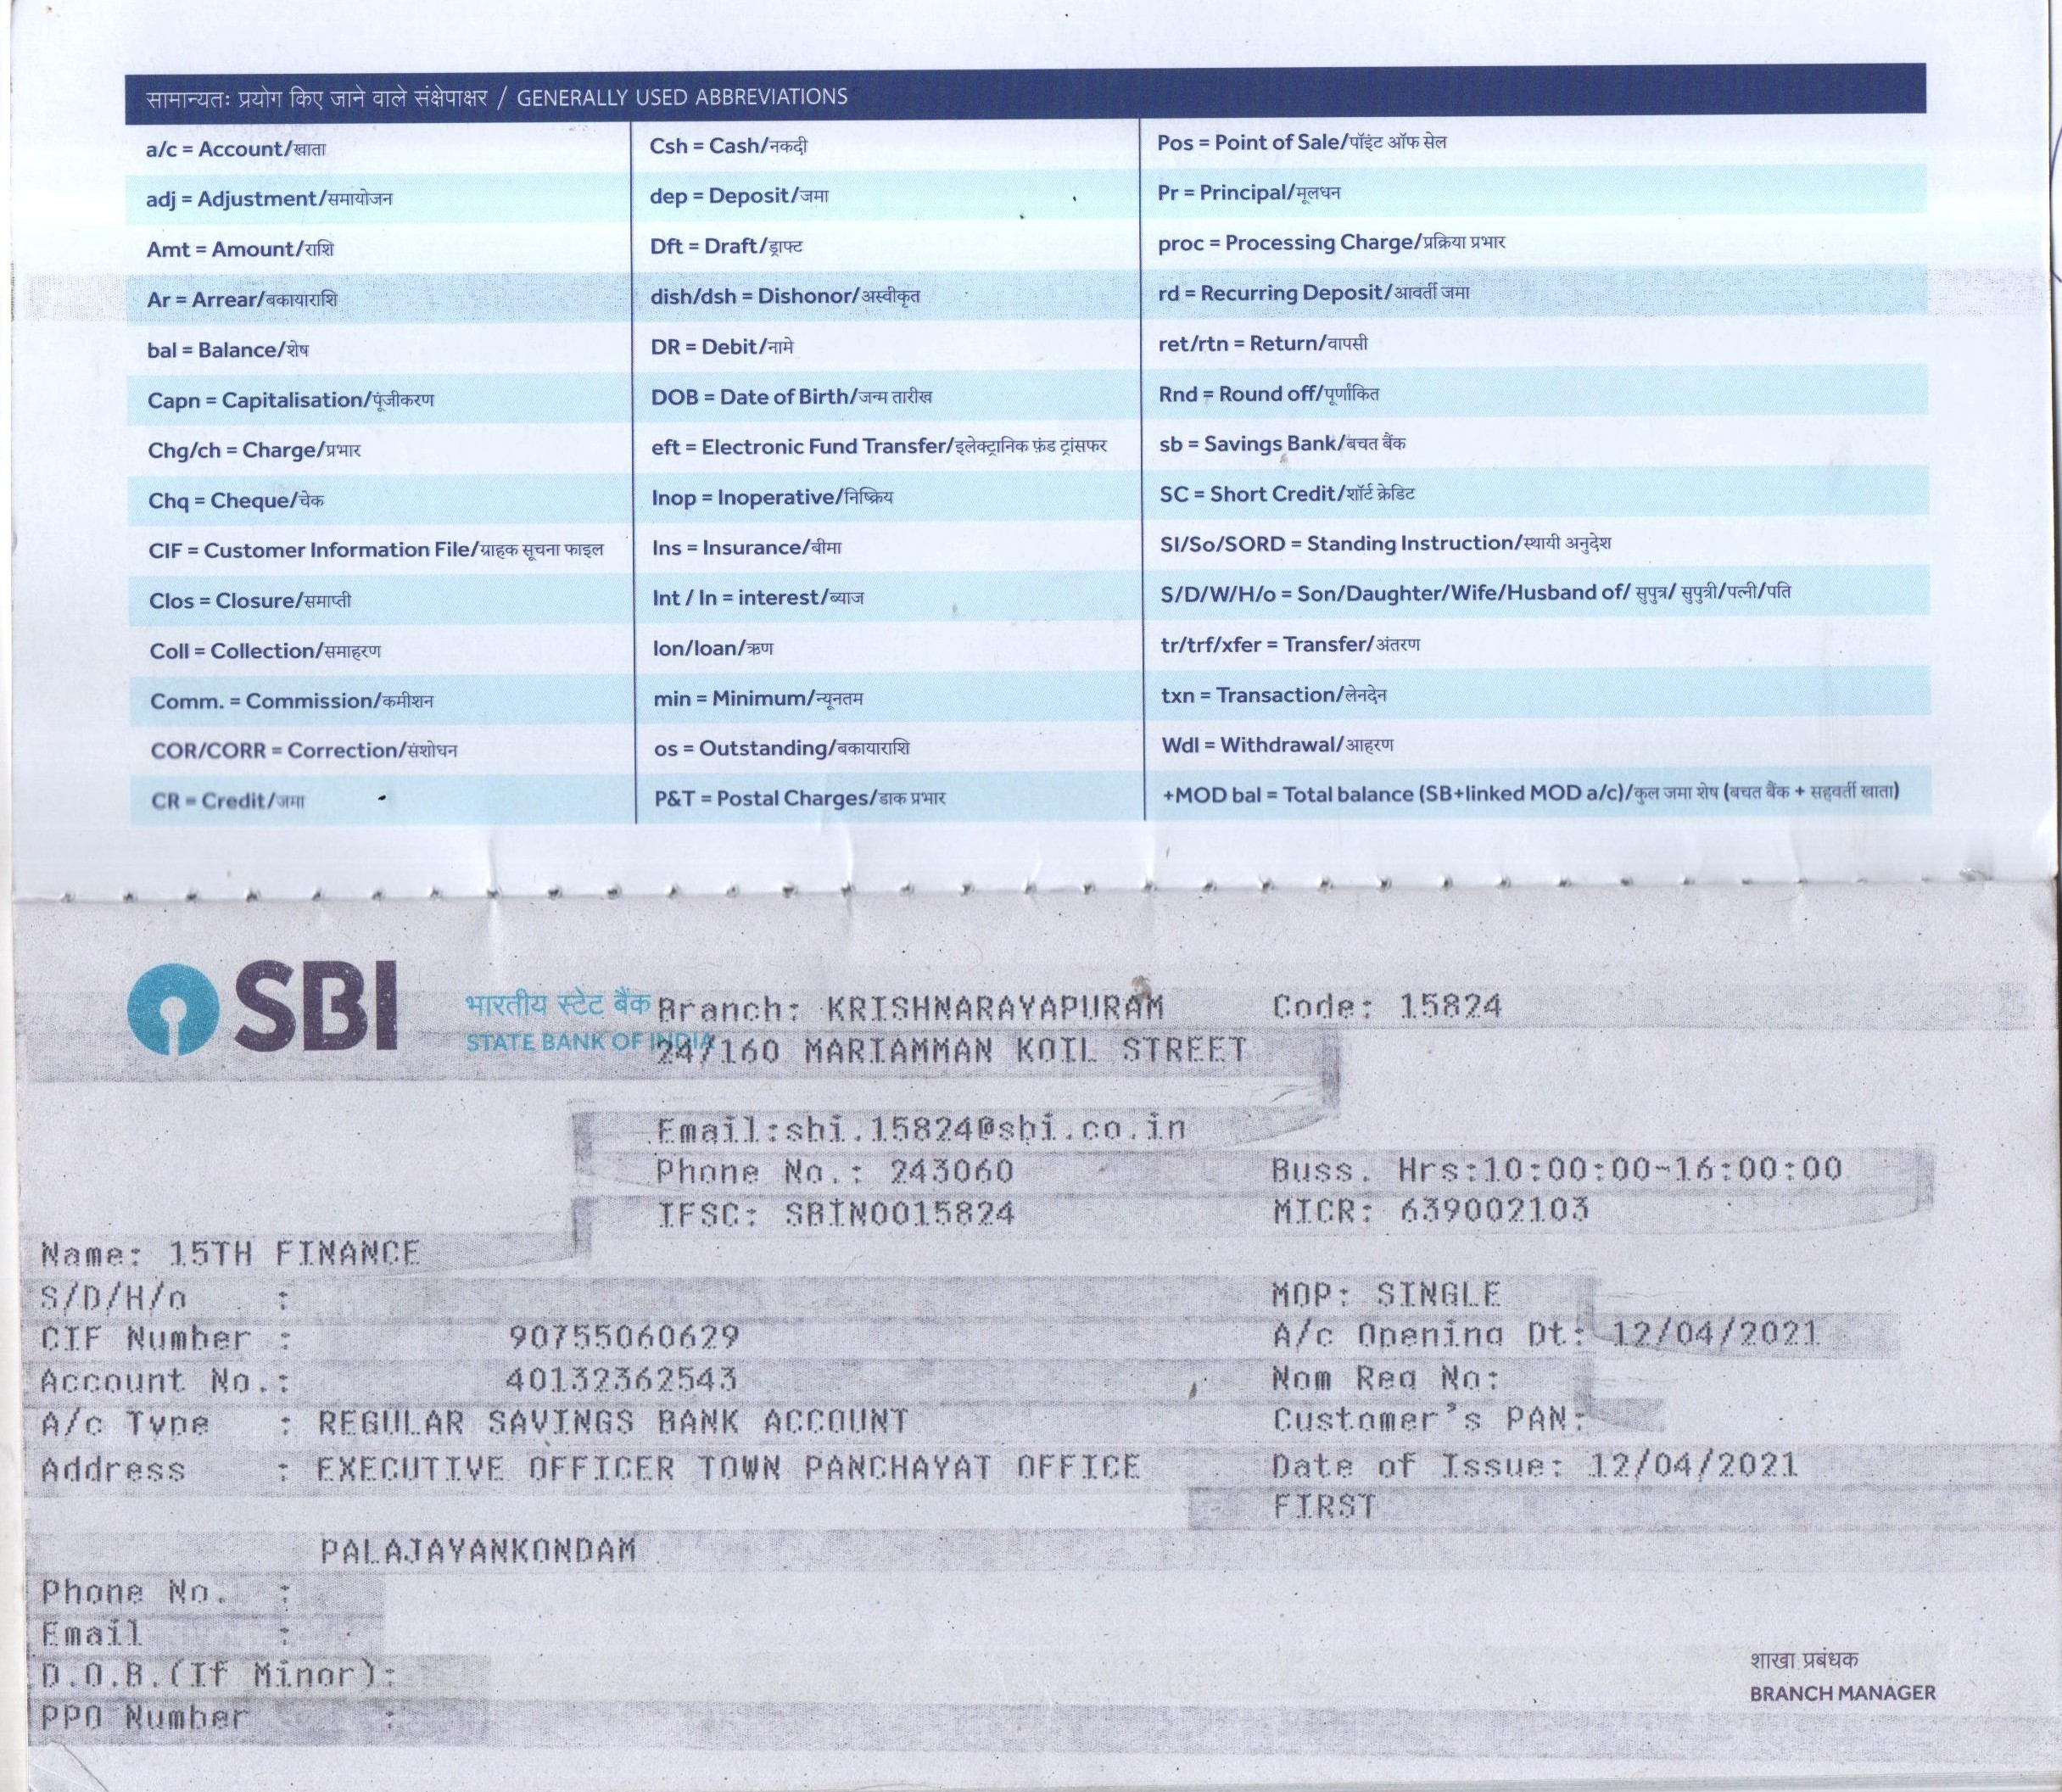 सामान्यतः प्रयोग किए जाने वाले संक्षेपाक्षर / GENERALLY USED ABBREVIATIONS
a/c = Account/खाता
adj = Adjustment/समायोजन
Amt = Amount/राशि
Ar = Arrear/बकायाराशि
bal = Balance/शेष
Capn = Capitalisation/पूंजीकरण
Chg/ch = Charge/प्रभार
Chq = Cheque/चेक
CIF = Customer Information File/ग्राहक सूचना फाइल
Clos = Closure/समाप्ती
Coll = Collection/समाहरण
Comm. = Commission/कमीशन
COR/CORR = Correction/संशोधन
CR = Credit/जमा
Csh = Cash/नकदी
dep = Deposit/जमा
Dft = Draft/ड्राफ्ट
dish/dsh = Dishonor/अस्वीकृत
DR = Debit/नामे
DOB = Date of Birth/जन्म तारीख
eft = Electronic Fund Transfer/इलेक्ट्रानिक फ़ंड ट्रांसफर
Inop = Inoperative/निष्क्रिय
Ins = Insurance/बीमा
Int / In = interest/ब्याज
lon/loan/ऋण
min = Minimum/न्यूनतम
os = Outstanding/बकायाराशि
P&T = Postal Charges/डाक प्रभार
Pos = Point of Sale/पॉइंट ऑफ सेल
Pr = Principal/मूलधन
proc = Processing Charge/प्रक्रिया प्रभार
rd = Recurring Deposit/आवर्ती जमा
ret/rtn = Return/वापसी
Rnd = Round off/पूर्णांकित
sb = Savings Bank/बचत बैंक
SC = Short Credit/शॉर्ट क्रेडिट
SI/So/SORD = Standing Instruction/स्थायी अनुदेश
S/D/W/H/o = Son/Daughter/Wife/Husband of/ सुपुत्र/ सुपुत्री/पत्नी/पति
tr/trf/xfer = Transfer/अंतरण
txn = Transaction/लेनदेन
Wdl = Withdrawal/आहरण
+MOD bal = Total balance (SB+linked MOD a/c)/कुल जमा शेष (बचत बैंक + सहवर्ती खाता)
SBI
भारतीय स्टेट बैंक
STATE BANK OF INDIA
Branch: KRISHNARAYAPURAM Code: 15824
24/160 MARIAMMAN KOIL STREET
Email:sbi.15824@sbi.co.in
Phone No.: 243060 Buss. Hrs:10:00:00-16:00:00
IFSC: SBIN0015824 MICR: 639002103
Name: 15TH FINANCE
S/D/H/o : MOP: SINGLE
CIF Number : 90755060629 A/c Opening Dt: 12/04/2021
Account No.: 40132362543 Nom Reg No:
A/c Type : REGULAR SAVINGS BANK ACCOUNT Customer's PAN:
Address : EXECUTIVE OFFICER TOWN PANCHAYAT OFFICE Date of Issue: 12/04/2021
FIRST
PALAJAYANKONDAM
Phone No. :
Email :
D.O.B.(If Minor):
PPO Number :
शाखा प्रबंधक
BRANCH MANAGER